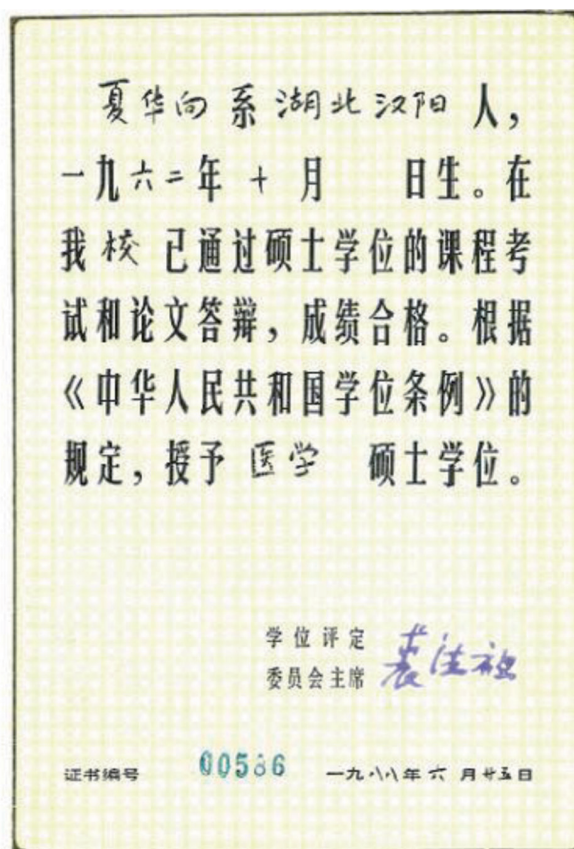 夏华向系湖北汉阳人，
一九六二年十月 日生。在
我校已通过硕士学位的课程考
试和论文答辩，成绩合格。根据
《中华人民共和国学位条例》的
规定，授予医学 硕士学位。
学位评定
委员会主席 裘法祖
证书编号 00586 一九八八年六月廿五日